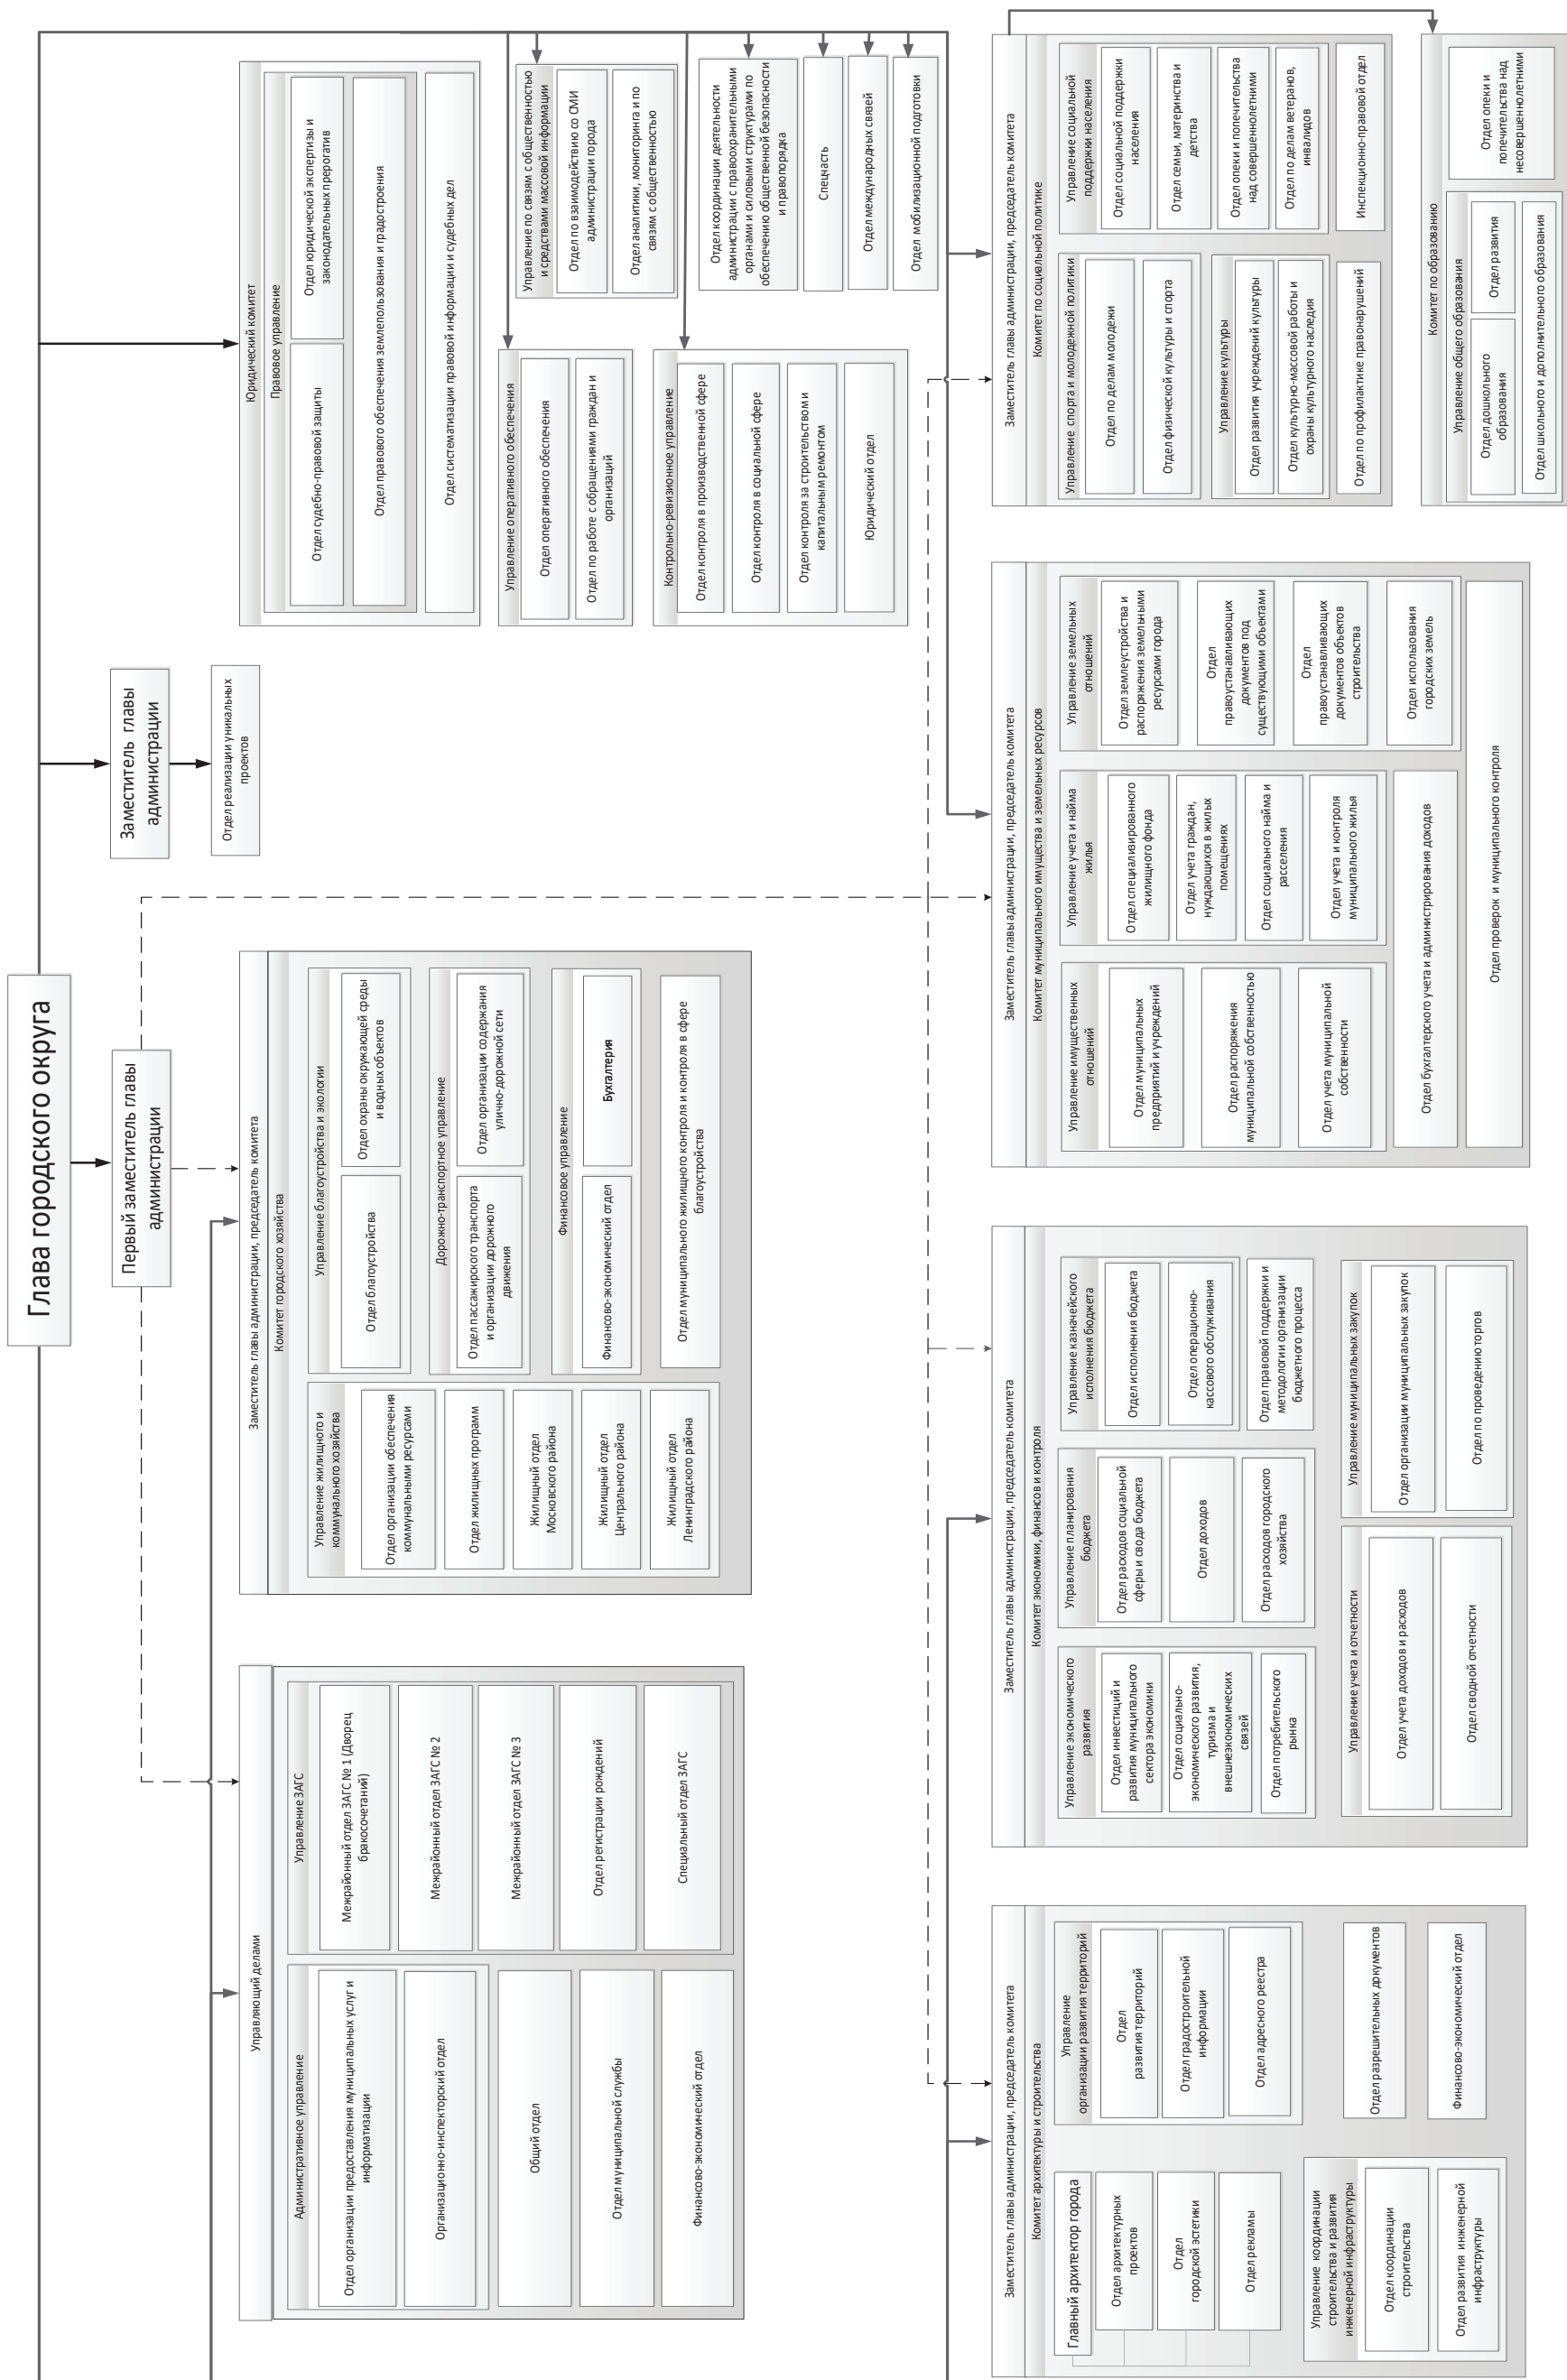 Глава городского округа
Первый заместитель главы
администрации
Заместитель главы
администрации
Отдел реализации уникальных
проектов
Управляющий делами
Административное управление
Отдел организации предоставления муниципальных услуг и
информатизации
Организационно-инспекторский отдел
Общий отдел
Отдел муниципальной службы
Финансово-экономический отдел
Управление ЗАГС
Межрайонный отдел ЗАГС № 1 (Дворец
бракосочетаний)
Межрайонный отдел ЗАГС № 2
Межрайонный отдел ЗАГС № 3
Отдел регистрации рождений
Специальный отдел ЗАГС
Заместитель главы администрации, председатель комитета
Комитет городского хозяйства
Управление жилищного и
коммунального хозяйства
Отдел организации обеспечения
коммунальными ресурсами
Отдел жилищных программ
Жилищный отдел
Московского района
Жилищный отдел
Центрального района
Жилищный отдел
Ленинградского района
Управление благоустройства и экологии
Отдел благоустройства
Отдел охраны окружающей среды
и водных объектов
Дорожно-транспортное управление
Отдел пассажирского транспорта
и организации дорожного
движения
Отдел организации содержания
улично-дорожной сети
Финансовое управление
Финансово-экономический отдел
Бухгалтерия
Отдел муниципального жилищного контроля и контроля в сфере
благоустройства
Юридический комитет
Правовое управление
Отдел судебно-правовой защиты
Отдел юридической экспертизы и
законодательных прерогатив
Отдел правового обеспечения землепользования и градостроения
Отдел систематизации правовой информации и судебных дел
Управление оперативного обеспечения
Отдел оперативного обеспечения
Отдел по работе с обращениями граждан и
организаций
Управление по связям с общественностью
и средствами массовой информации
Отдел по взаимодействию со СМИ
администрации города
Отдел аналитики, мониторинга и по
связям с общественностью
Контрольно-ревизионное управление
Отдел контроля в производственной сфере
Отдел контроля в социальной сфере
Отдел контроля за строительством и
капитальным ремонтом
Юридический отдел
Отдел координации деятельности
администрации с правоохранительными
органами и силовыми структурами по
обеспечению общественной безопасности
и правопорядка
Спецчасть
Отдел международных связей
Отдел мобилизационной подготовки
Заместитель главы администрации, председатель комитета
Комитет архитектуры и строительства
Главный архитектор города
Отдел архитектурных
проектов
Отдел
городской эстетики
Отдел рекламы
Управление
организации развития территорий
Отдел
развития территорий
Отдел градостроительной
информации
Отдел адресного реестра
Управление координации
строительства и развития
инженерной инфраструктуры
Отдел координации
строительства
Отдел развития инженерной
инфраструктуры
Отдел разрешительных документов
Финансово-экономический отдел
Заместитель главы администрации, председатель комитета
Комитет экономики, финансов и контроля
Управление экономического
развития
Отдел инвестиций и
развития муниципального
сектора экономики
Отдел социально-
экономического развития,
туризма и
внешнеэкономических
связей
Отдел потребительского
рынка
Управление планирования
бюджета
Отдел расходов социальной
сферы и свода бюджета
Отдел доходов
Отдел расходов городского
хозяйства
Управление казначейского
исполнения бюджета
Отдел исполнения бюджета
Отдел операционно-
кассового обслуживания
Отдел правовой поддержки и
методологии организации
бюджетного процесса
Управление учета и отчетности
Отдел учета доходов и расходов
Отдел сводной отчетности
Управление муниципальных закупок
Отдел организации муниципальных закупок
Отдел по проведению торгов
Заместитель главы администрации, председатель комитета
Комитет муниципального имущества и земельных ресурсов
Управление имущественных
отношений
Отдел муниципальных
предприятий и учреждений
Отдел распоряжения
муниципальной собственностью
Отдел учета муниципальной
собственности
Управление учета и найма
жилья
Отдел специализированного
жилищного фонда
Отдел учета граждан,
нуждающихся в жилых
помещениях
Отдел социального найма и
расселения
Отдел учета и контроля
муниципального жилья
Управление земельных
отношений
Отдел землеустройства и
распоряжения земельными
ресурсами города
Отдел
правоустанавливающих
документов под
существующими объектами
Отдел
правоустанавливающих
документов объектов
строительства
Отдел использования
городских земель
Отдел бухгалтерского учета и администрирования доходов
Отдел проверок и муниципального контроля
Заместитель главы администрации, председатель комитета
Комитет по социальной политике
Управление спорта и молодежной политики
Отдел по делам молодежи
Отдел физической культуры и спорта
Управление культуры
Отдел развития учреждений культуры
Отдел культурно-массовой работы и
охраны культурного наследия
Отдел по профилактике правонарушений
Управление социальной
поддержки населения
Отдел социальной поддержки
населения
Отдел семьи, материнства и
детства
Отдел опеки и попечительства
над совершеннолетними
Отдел по делам ветеранов,
инвалидов
Инспекционно-правовой отдел
Комитет по образованию
Управление общего образования
Отдел дошкольного
образования
Отдел развития
Отдел школьного и дополнительного образования
Отдел опеки и
попечительства над
несовершеннолетними